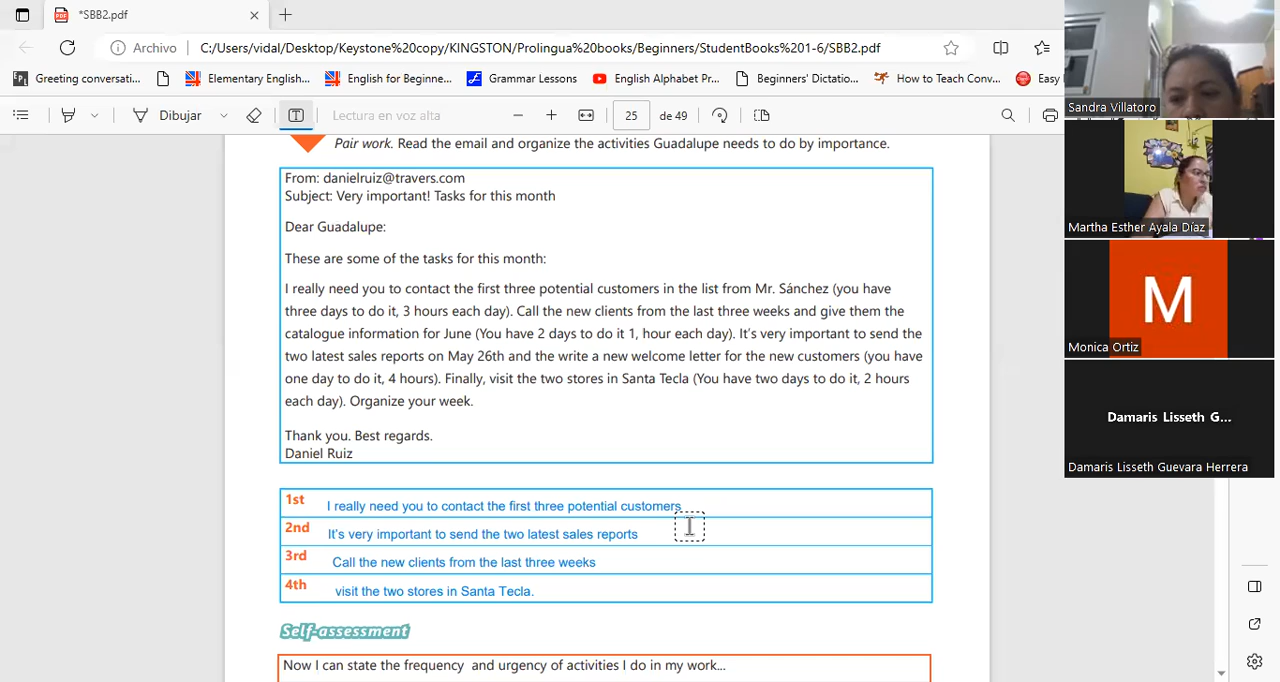 *SBB2.pdf
Archivo
C:/Users/vidal/Desktop/Keystone%20copy/KINGSTON/Prolingua%20books/Beginners/StudentBooks%201-6/SBB2.pdf
Greeting conversati...
Elementary English...
English for Beginne...
Grammar Lessons
English Alphabet Pr...
Beginners' Dictatio...
How to Teach Conv...
Easy
Dibujar
Lectura en voz alta
25
de 49
Pair work. Read the email and organize the activities Guadalupe needs to do by importance.
From: danielruiz@travers.com
Subject: Very important! Tasks for this month
Dear Guadalupe:
These are some of the tasks for this month:
I really need you to contact the first three potential customers in the list from Mr. Sánchez (you have
three days to do it, 3 hours each day). Call the new clients from the last three weeks and give them the
catalogue information for June (You have 2 days to do it 1, hour each day). It's very important to send the
two latest sales reports on May 26th and the write a new welcome letter for the new customers (you have
one day to do it, 4 hours). Finally, visit the two stores in Santa Tecla (You have two days to do it, 2 hours
each day). Organize your week.
Thank you. Best regards.
Daniel Ruiz
1st I really need you to contact the first three potential customers
2nd It's very important to send the two latest sales reports
3rd Call the new clients from the last three weeks
4th visit the two stores in Santa Tecla.
Self-assessment
Now I can state the frequency and urgency of activities I do in my work...
Sandra Villatoro
Martha Esther Ayala Díaz
M
Monica Ortiz
Damaris Lisseth G...
Damaris Lisseth Guevara Herrera